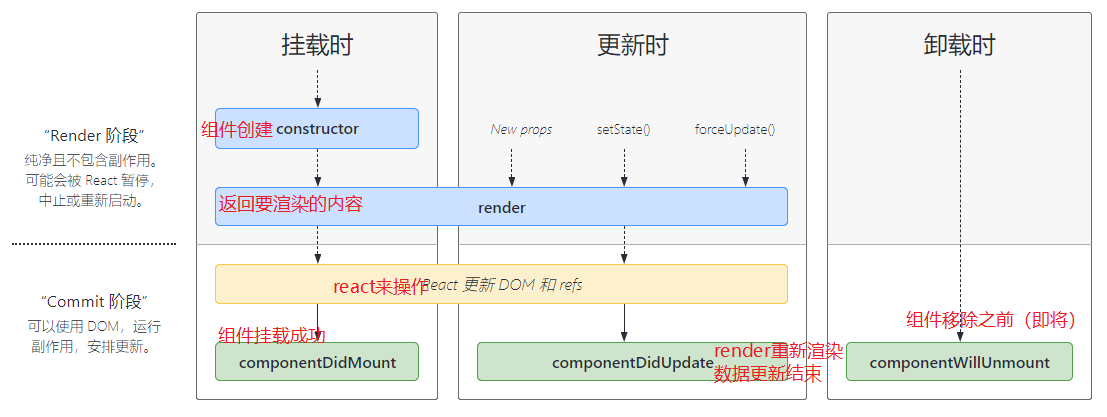 挂载时
更新时
卸载时
“Render 阶段”
纯净且不包含副作用。
可能会被 React 暂停，
中止或重新启动。
组件创建
constructor
New props
setState()
forceUpdate()
返回要渲染的内容
render
“Commit 阶段”
可以使用 DOM，运行
副作用，安排更新。
react来操作
React 更新 DOM 和 refs
组件挂载成功
componentDidMount
componentDidUpdate
render重新渲染
数据更新结束
组件移除之前（即将）
componentWillUnmount